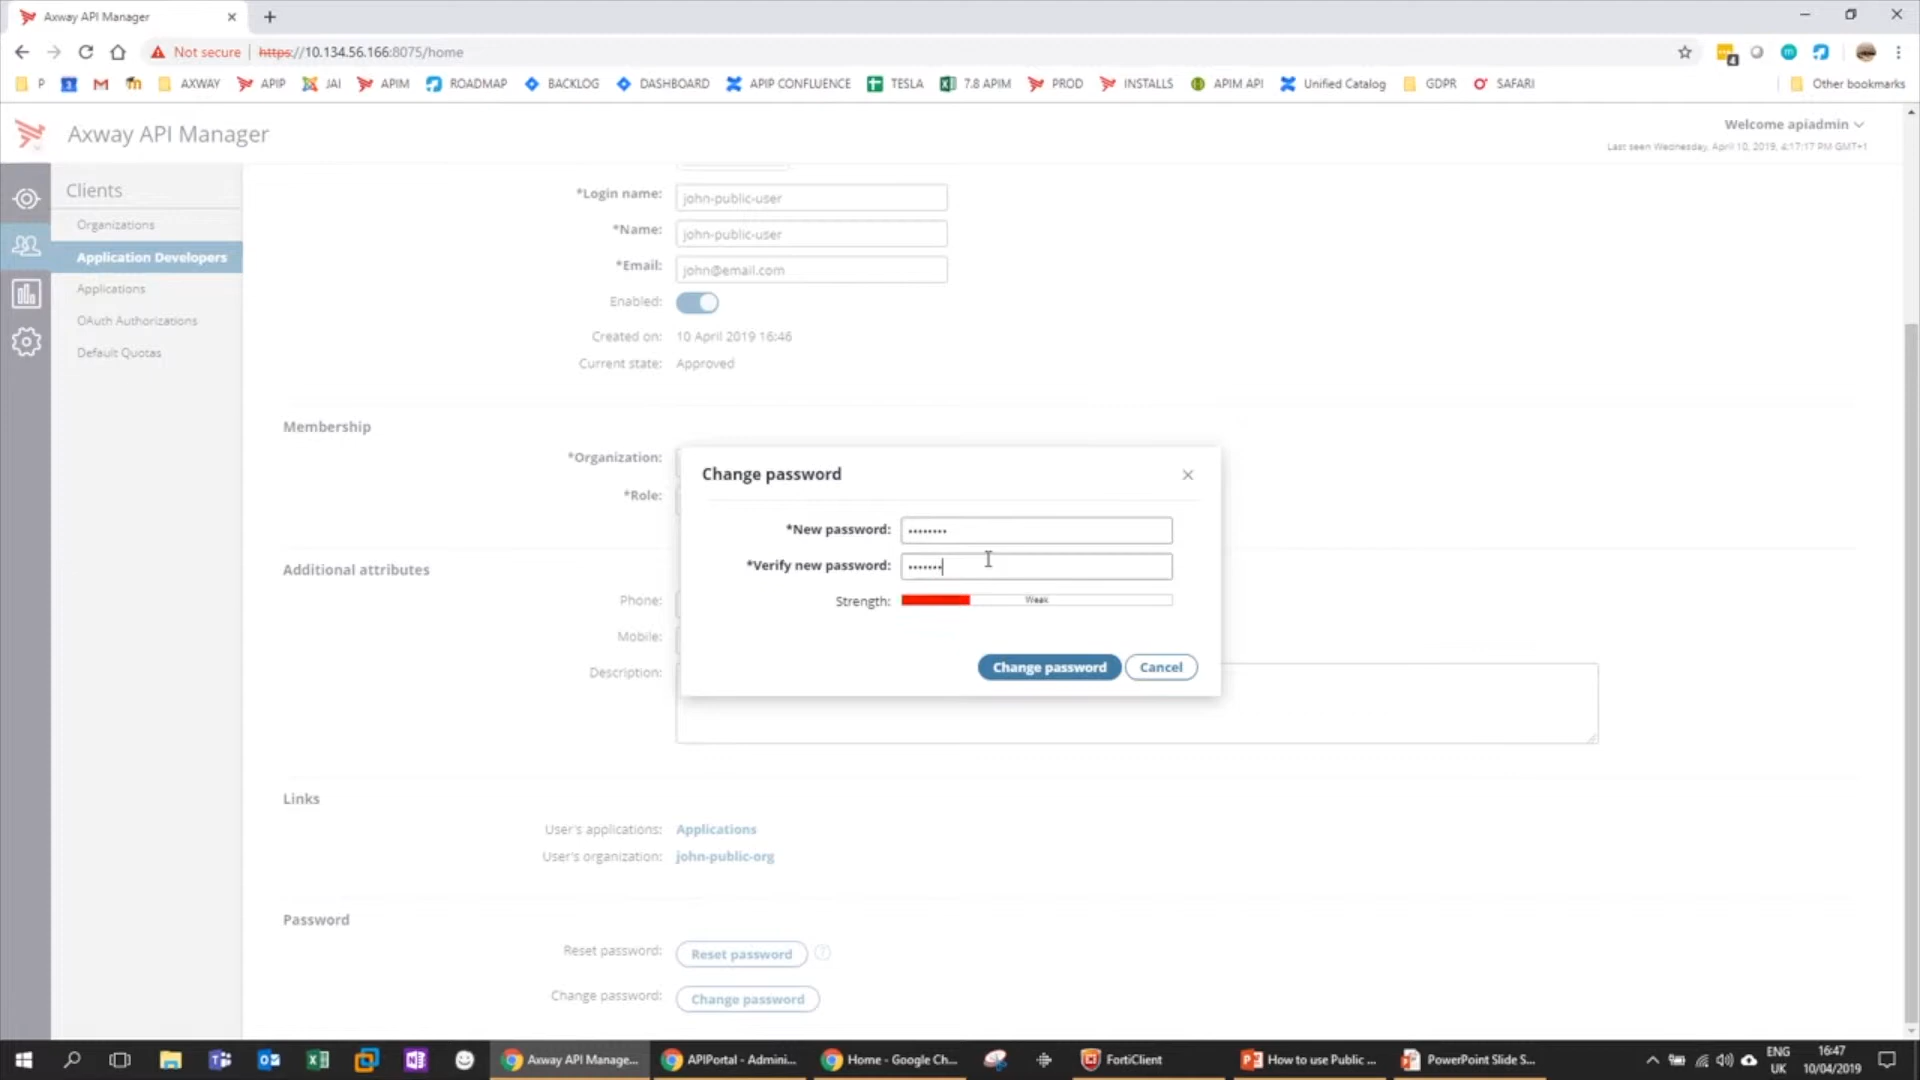 Axway API Manager
Not secure | https://10.134.56.166:8075/home
P
AXWAY
APIP
JAI
APIM
ROADMAP
BACKLOG
DASHBOARD
APIP CONFLUENCE
TESLA
7.8 APIM
PROD
INSTALLS
APIM API
Unified Catalog
GDPR
SAFARI
Other bookmarks
Axway API Manager
Welcome apiadmin
Last seen Wednesday, April 10, 2019, 4:17:17 PM GMT+1
Clients
Organizations
Application Developers
Applications
OAuth Authorizations
Default Quotas
*Login name: john-public-user
*Name: john-public-user
*Email: john@email.com
Enabled:
Created on: 10 April 2019 16:46
Current state: Approved
Membership
*Organization:
*Role:
Additional attributes
Phone:
Mobile:
Description:
Change password
*New password: ••••••••
*Verify new password: •••••••
Strength: Weak
Change password Cancel
Links
User's applications: Applications
User's organization: john-public-org
Password
Reset password: Reset password
Change password: Change password
Axway API Manage...
APIPortal - Admini...
Home - Google Ch...
FortiClient
How to use Public ...
PowerPoint Slide S...
ENG
UK
16:47
10/04/2019